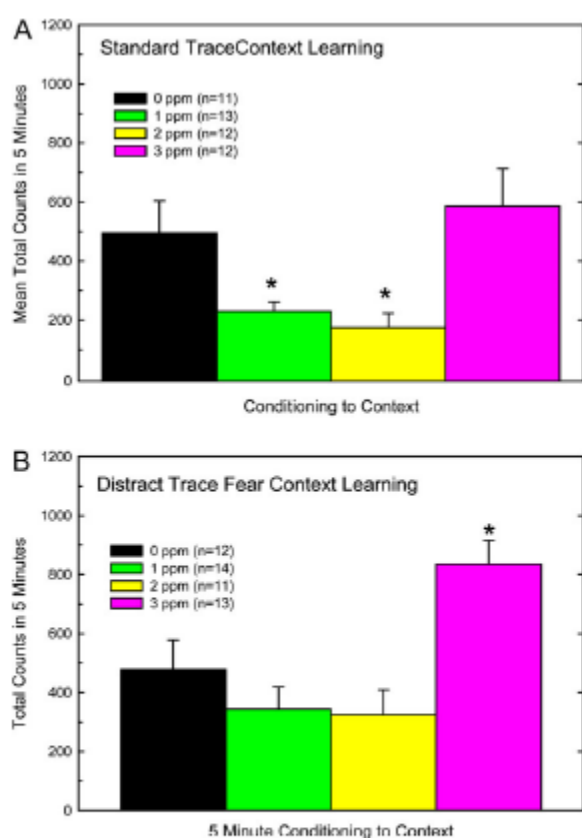 A
Standard TraceContext Learning
0 ppm (n=11)
1 ppm (n=13)
2 ppm (n=12)
3 ppm (n=12)
1200
1000
800
600
400
200
0
Mean Total Counts in 5 Minutes
*
*
Conditioning to Context
B
Distract Trace Fear Context Learning
0 ppm (n=12)
1 ppm (n=14)
2 ppm (n=11)
3 ppm (n=13)
1200
1000
800
600
400
200
0
Total Counts in 5 Minutes
*
5 Minute Conditioning to Context